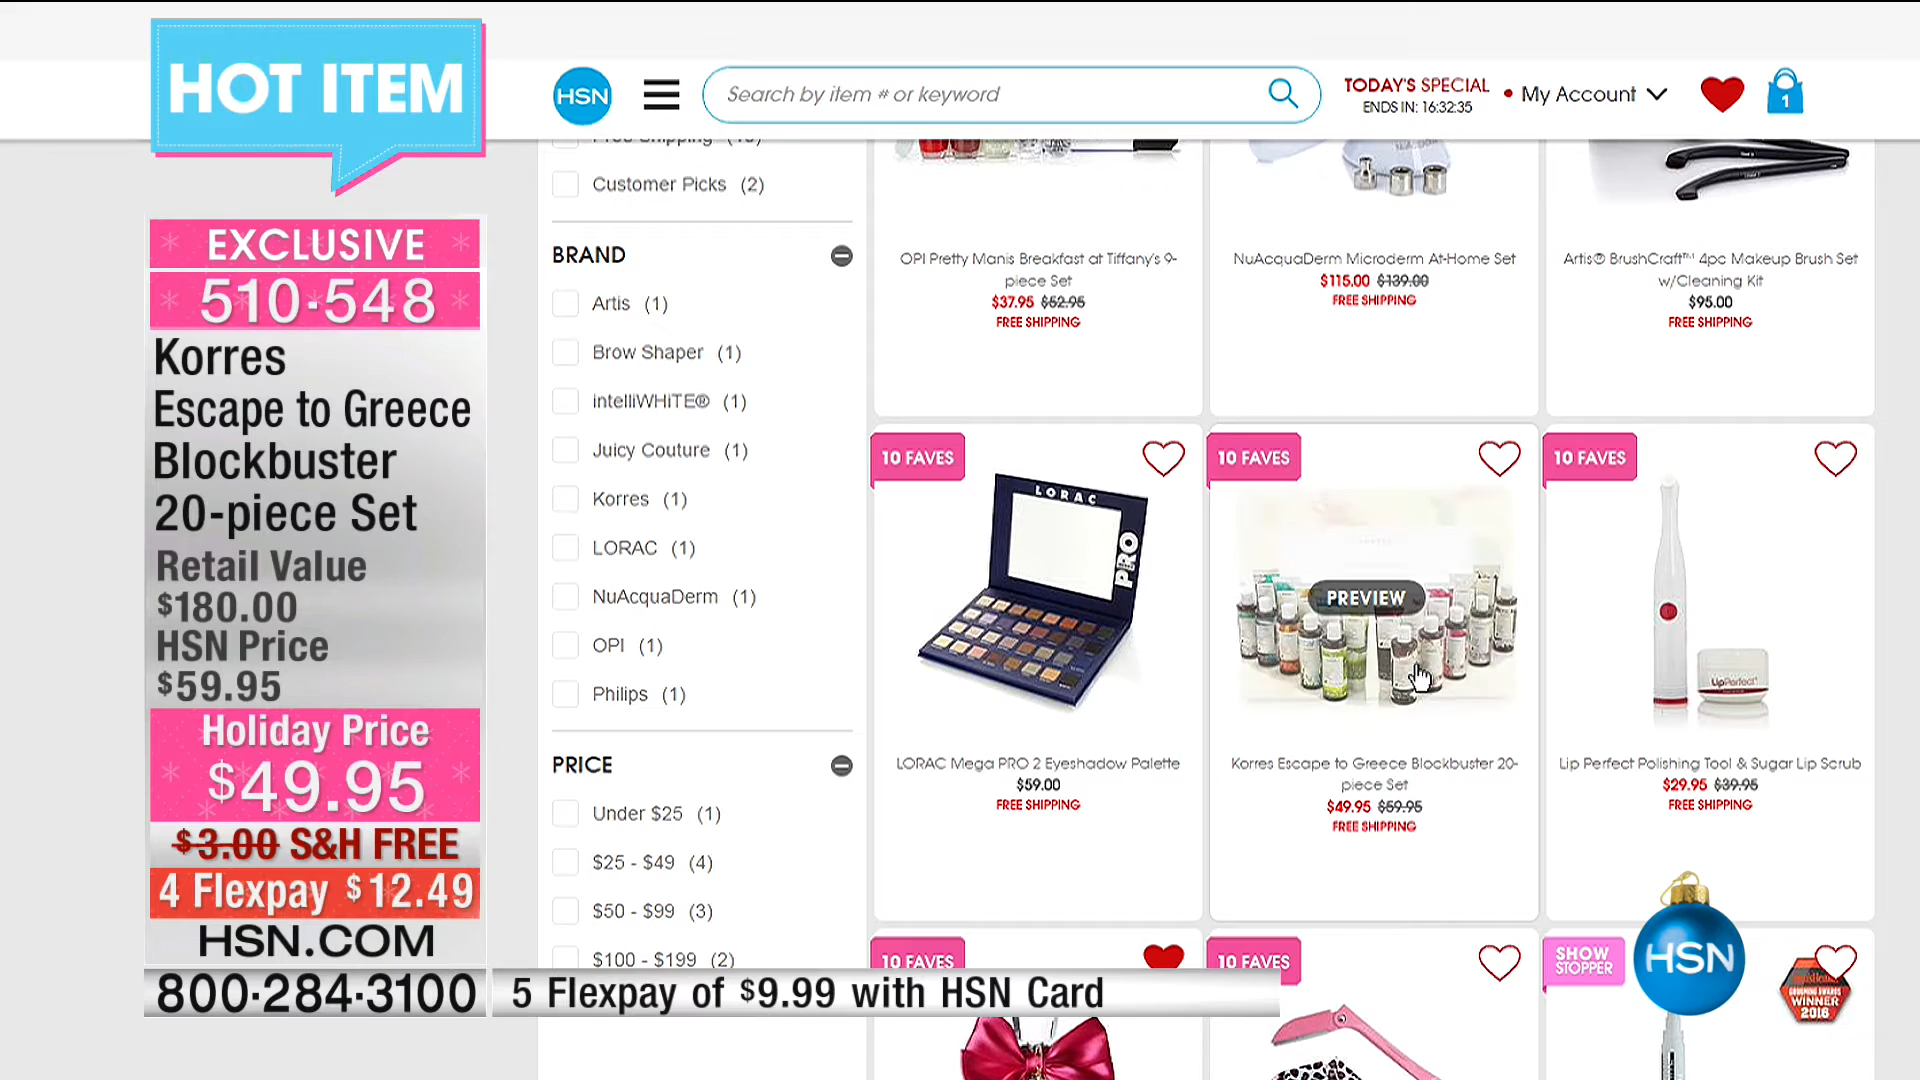 HOT ITEM
EXCLUSIVE
510·548
Korres
Escape to Greece
Blockbuster
20-piece Set
Retail Value
$180.00
HSN Price
$59.95
Holiday Price
$49.95
$3.00 S&H FREE
4 Flexpay $12.49
HSN.COM
800·284·3100
5 Flexpay of $9.99 with HSN Card
HSN
Search by item # or keyword
TODAY'S SPECIAL
ENDS IN: 16:32:35
My Account
1
Customer Picks (2)
BRAND
Artis (1)
Brow Shaper (1)
intelliWHiTE® (1)
Juicy Couture (1)
Korres (1)
LORAC (1)
NuAcquaDerm (1)
OPI (1)
Philips (1)
PRICE
Under $25 (1)
$25 - $49 (4)
$50 - $99 (3)
$100 - $199 (2)
OPI Pretty Manis Breakfast at Tiffany's 9-
piece Set
$37.95 $52.95
FREE SHIPPING
NuAcquaDerm Microderm At-Home Set
$115.00 $139.00
FREE SHIPPING
Artis® BrushCraft™ 4pc Makeup Brush Set
w/Cleaning Kit
$95.00
FREE SHIPPING
10 FAVES
LORAC
PRO
LORAC Mega PRO 2 Eyeshadow Palette
$59.00
FREE SHIPPING
10 FAVES
PREVIEW
Korres Escape to Greece Blockbuster 20-
piece Set
$49.95 $59.95
FREE SHIPPING
10 FAVES
LipPerfect
Lip Perfect Polishing Tool & Sugar Lip Scrub
$29.95 $39.95
FREE SHIPPING
10 FAVES
10 FAVES
SHOW
STOPPER
HSN
WINNER
2016